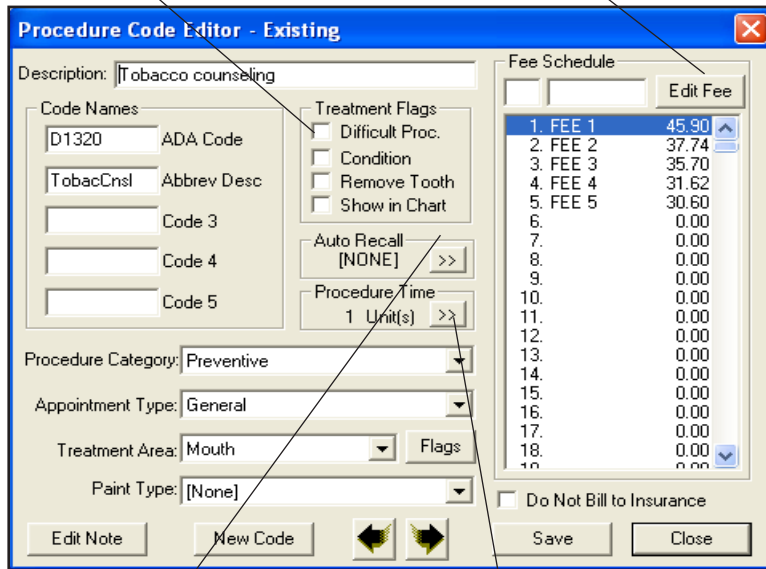 Procedure Code Editor - Existing
Description: Tobacco counseling
Code Names
D1320 ADA Code
TobacCnsl Abbrev Desc
Code 3
Code 4
Code 5
Treatment Flags
Difficult Proc.
Condition
Remove Tooth
Show in Chart
Auto Recall
[NONE] >>
Procedure Time
1 Unit(s) >>
Procedure Category: Preventive
Appointment Type: General
Treatment Area: Mouth Flags
Paint Type: [None]
Edit Note New Code
Fee Schedule
Edit Fee
1. FEE 1 45.90
2. FEE 2 37.74
3. FEE 3 35.70
4. FEE 4 31.62
5. FEE 5 30.60
6. 0.00
7. 0.00
8. 0.00
9. 0.00
10. 0.00
11. 0.00
12. 0.00
13. 0.00
14. 0.00
15. 0.00
16. 0.00
17. 0.00
18. 0.00
Do Not Bill to Insurance
Save Close